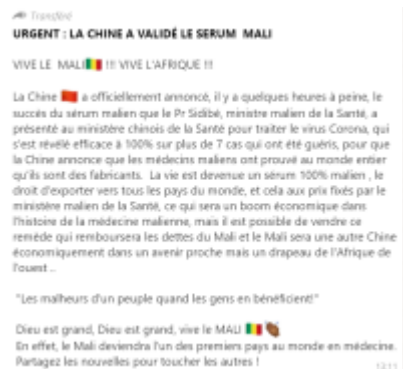 Transféré
URGENT : LA CHINE A VALIDÉ LE SERUM MALI
VIVE LE MALI🇲🇱 !!! VIVE L'AFRIQUE !!!
La Chine 🇨🇳 a officiellement annoncé, il y a quelques heures à peine, le
succès du sérum malien que le Pr Sidibé, ministre malien de la Santé, a
présenté au ministère chinois de la Santé pour traiter le virus Corona, qui
s'est révélé efficace à 100% sur plus de 7 cas qui ont été guéris, pour que
la Chine annonce que les médecins maliens ont prouvé au monde entier
qu'ils sont des fabricants. La vie est devenue un sérum 100% malien , le
droit d'exporter vers tous les pays du monde, et cela aux prix fixés par le
ministère malien de la Santé, ce qui sera un boom économique dans
l'histoire de la médecine malienne, mais il est possible de vendre ce
remède qui remboursera les dettes du Mali et le Mali sera une autre Chine
économiquement dans un avenir proche mais un drapeau de l'Afrique de
l'ouest ..
"Les malheurs d'un peuple quand les gens en bénéficient!"
Dieu est grand, Dieu est grand, vive le MALI 🇲🇱
En effet, le Mali deviendra l'un des premiers pays au monde en médecine.
Partagez les nouvelles pour toucher les autres !